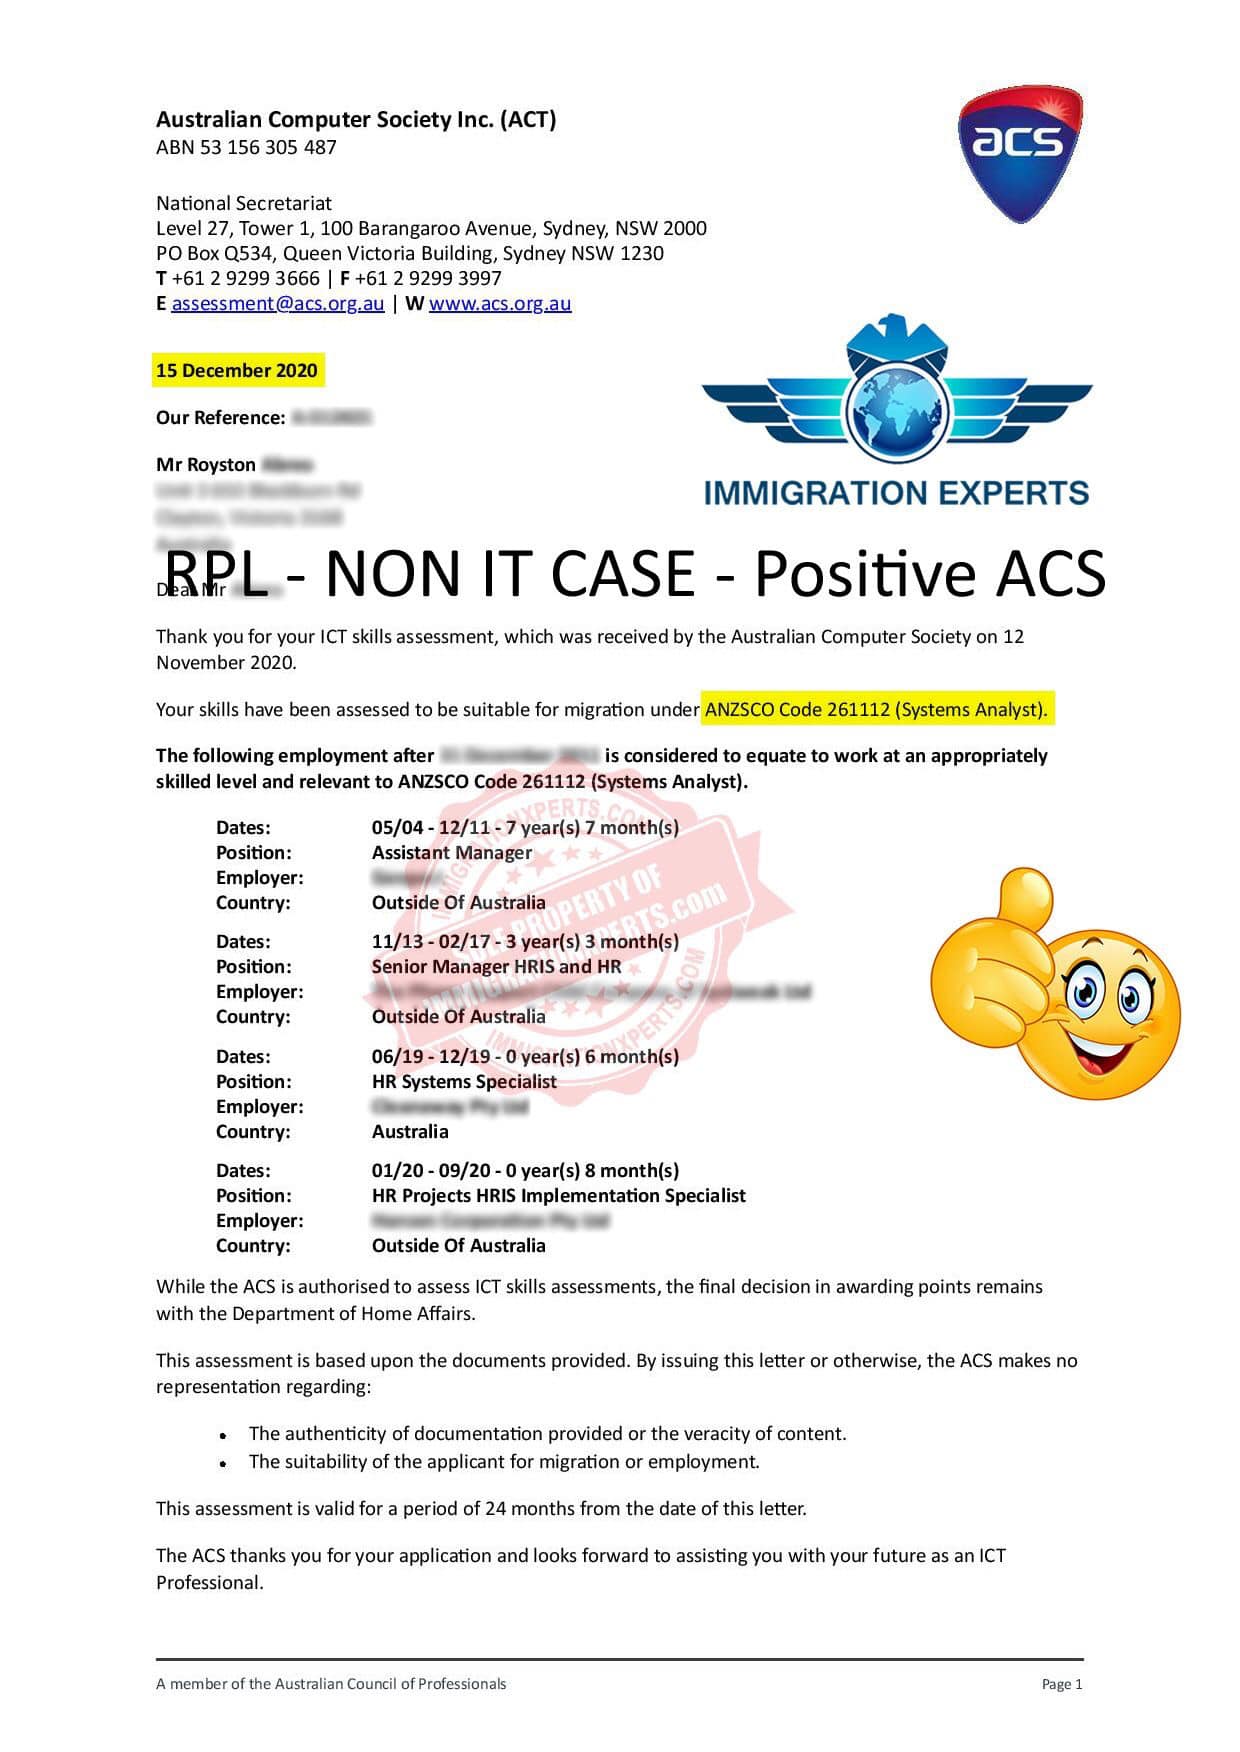 Australian Computer Society Inc. (ACT)
ABN 53 156 305 487
acs
National Secretariat
Level 27, Tower 1, 100 Barangaroo Avenue, Sydney, NSW 2000
PO Box Q534, Queen Victoria Building, Sydney NSW 1230
T +61 2 9299 3666 | F +61 2 9299 3997
E assessment@acs.org.au | W www.acs.org.au
15 December 2020
Our Reference:
Mr Royston
IMMIGRATION EXPERTS
RPL - NON IT CASE - Positive ACS
Dear Mr
Thank you for your ICT skills assessment, which was received by the Australian Computer Society on 12
November 2020.
Your skills have been assessed to be suitable for migration under ANZSCO Code 261112 (Systems Analyst).
The following employment after is considered to equate to work at an appropriately
skilled level and relevant to ANZSCO Code 261112 (Systems Analyst).
Dates: 05/04 - 12/11 - 7 year(s) 7 month(s)
Position: Assistant Manager
Employer:
Country: Outside Of Australia
Dates: 11/13 - 02/17 - 3 year(s) 3 month(s)
Position: Senior Manager HRIS and HR
Employer:
Country: Outside Of Australia
Dates: 06/19 - 12/19 - 0 year(s) 6 month(s)
Position: HR Systems Specialist
Employer:
Country: Australia
Dates: 01/20 - 09/20 - 0 year(s) 8 month(s)
Position: HR Projects HRIS Implementation Specialist
Employer:
Country: Outside Of Australia
IMMIGRATIONXPERTS.COM
SOLE PROPERTY OF
IMMIGRATIONXPERTS.com
IMMIGRATIONXPERTS.COM
While the ACS is authorised to assess ICT skills assessments, the final decision in awarding points remains
with the Department of Home Affairs.
This assessment is based upon the documents provided. By issuing this letter or otherwise, the ACS makes no
representation regarding:
• The authenticity of documentation provided or the veracity of content.
• The suitability of the applicant for migration or employment.
This assessment is valid for a period of 24 months from the date of this letter.
The ACS thanks you for your application and looks forward to assisting you with your future as an ICT
Professional.
A member of the Australian Council of Professionals Page 1